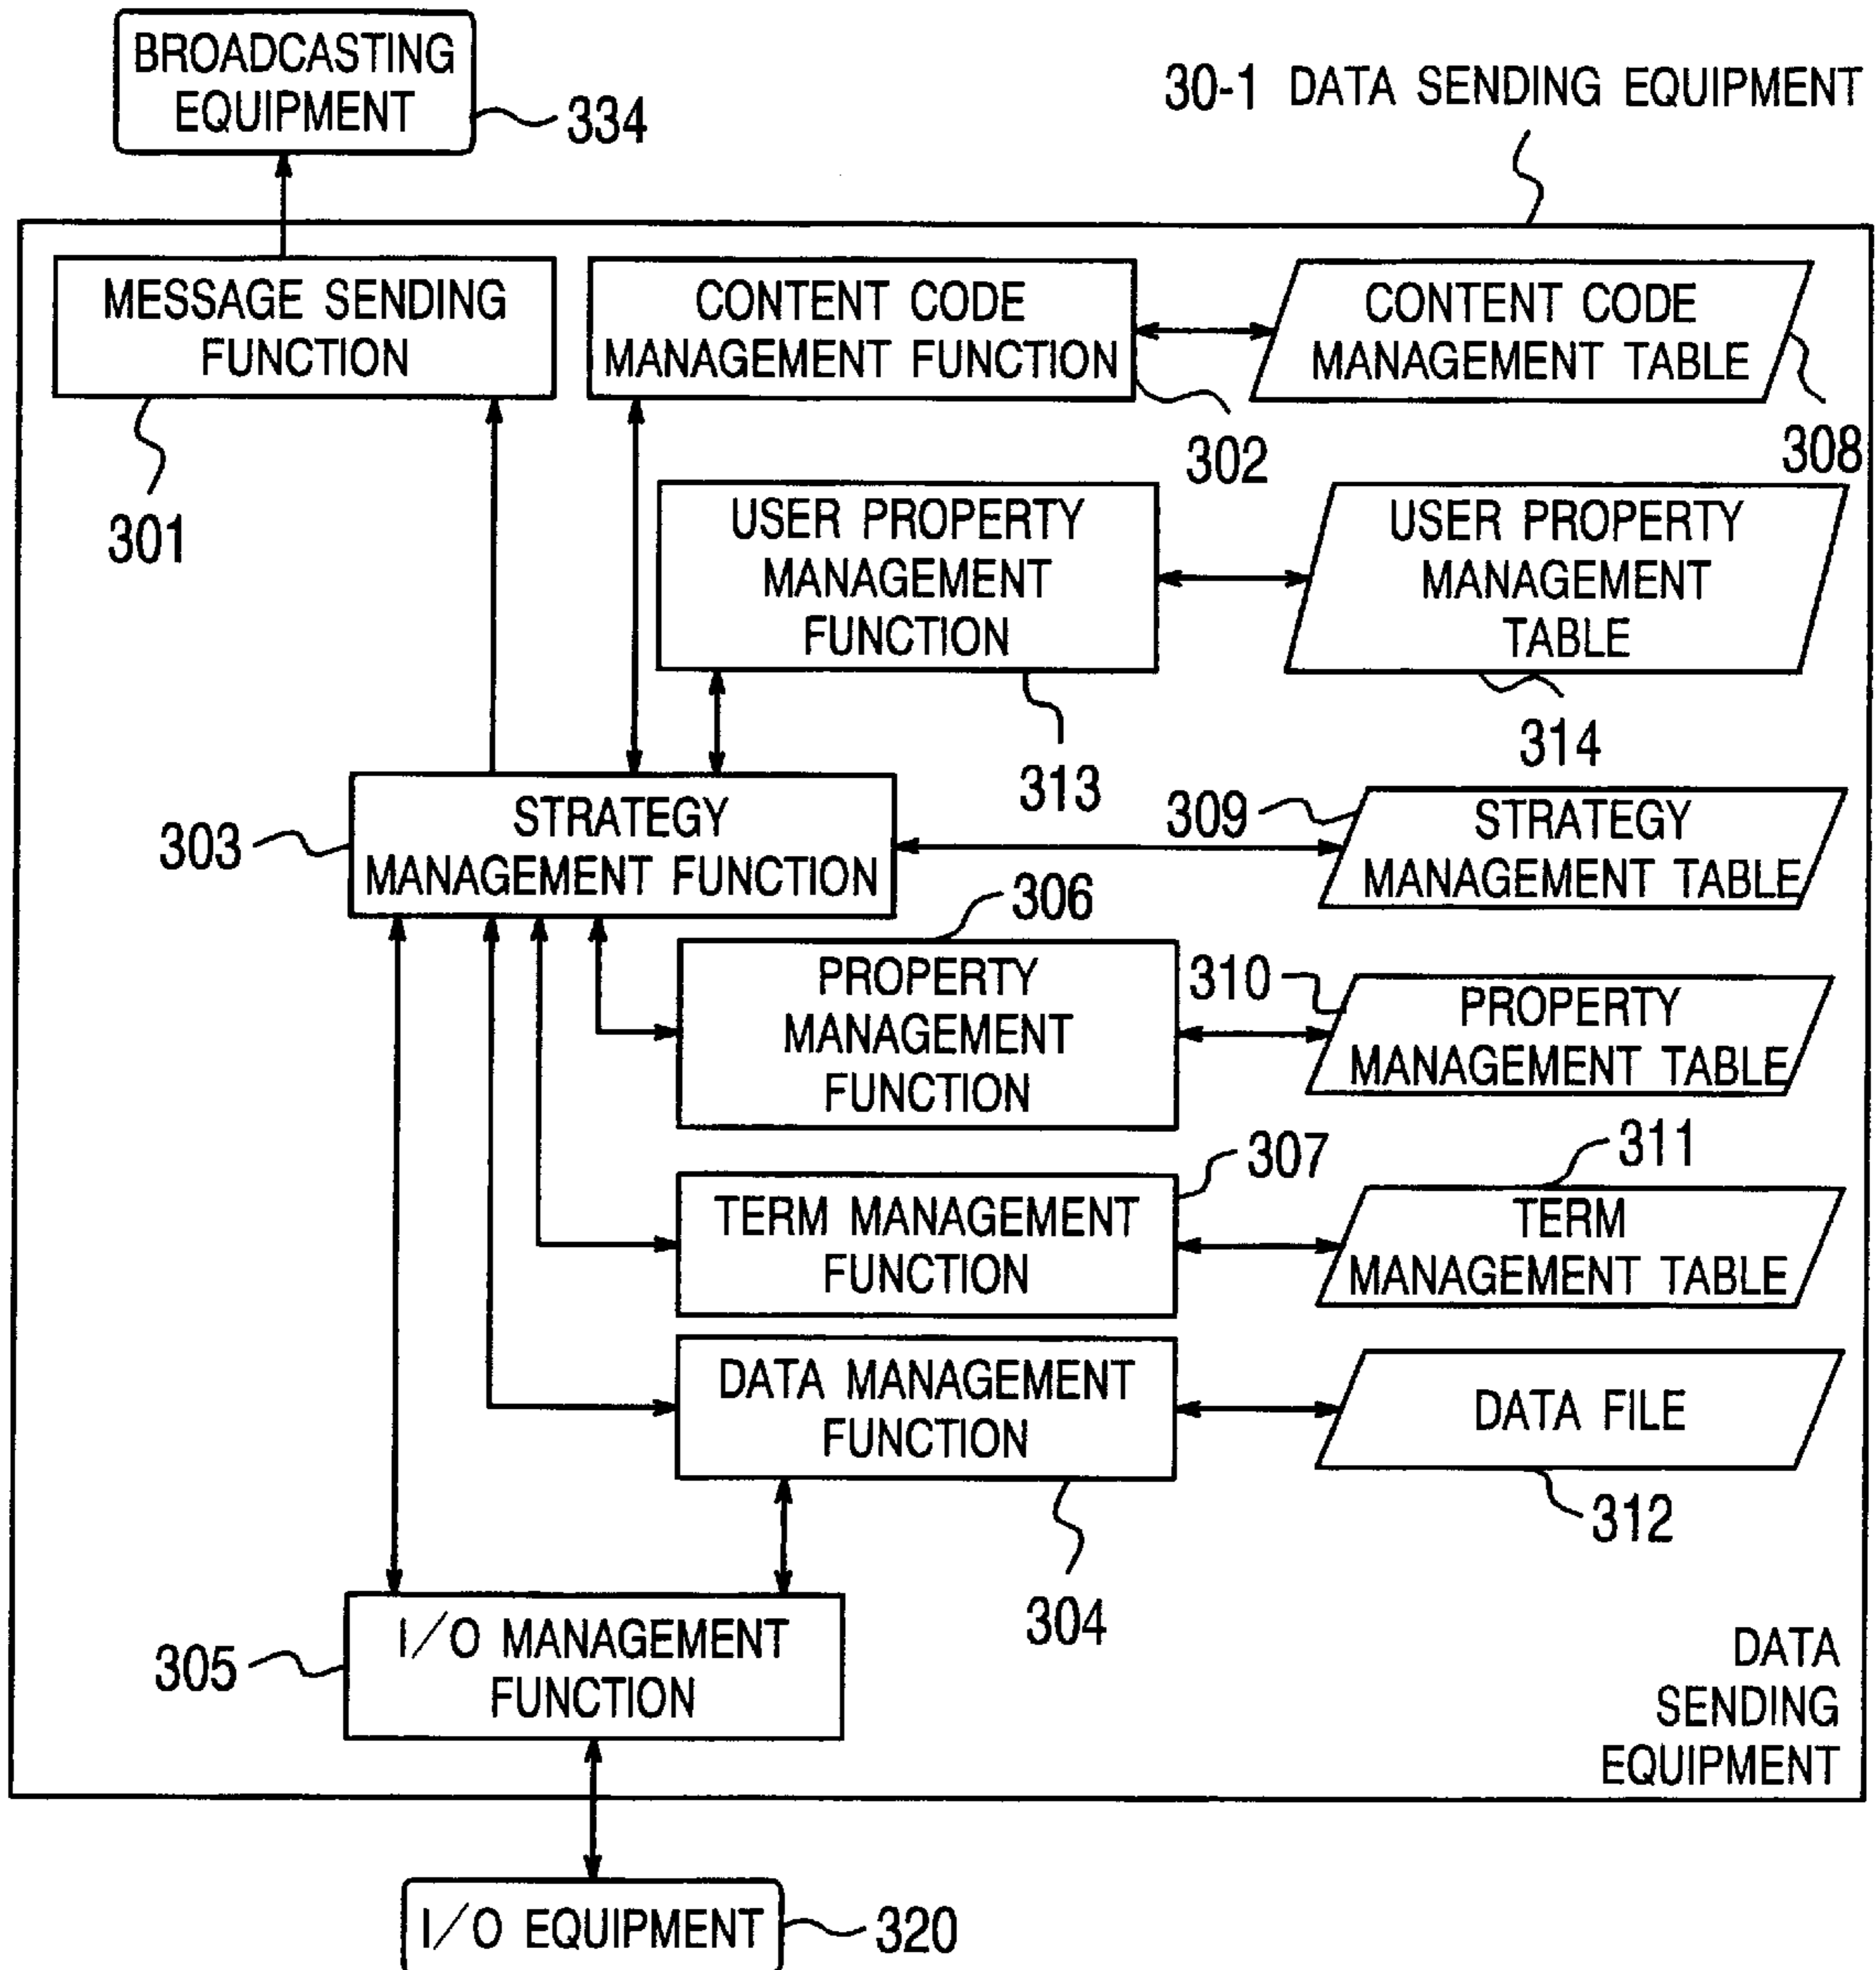 BROADCASTING
EQUIPMENT
334
30-1 DATA SENDING EQUIPMENT
MESSAGE SENDING
FUNCTION
301
CONTENT CODE
MANAGEMENT FUNCTION
302
CONTENT CODE
MANAGEMENT TABLE
308
USER PROPERTY
MANAGEMENT
FUNCTION
313
USER PROPERTY
MANAGEMENT
TABLE
314
303
STRATEGY
MANAGEMENT FUNCTION
309
STRATEGY
MANAGEMENT TABLE
306
PROPERTY
MANAGEMENT
FUNCTION
310
PROPERTY
MANAGEMENT TABLE
307
TERM MANAGEMENT
FUNCTION
311
TERM
MANAGEMENT TABLE
DATA MANAGEMENT
FUNCTION
304
DATA FILE
312
305
I/O MANAGEMENT
FUNCTION
DATA
SENDING
EQUIPMENT
I/O EQUIPMENT
320